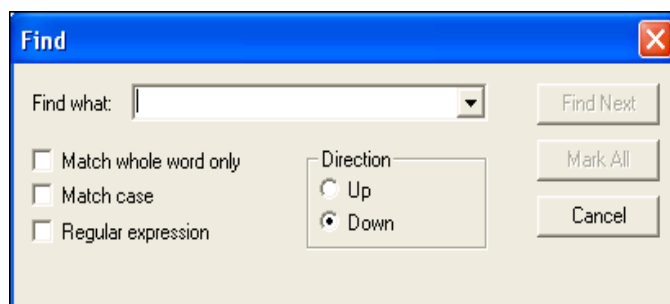 Find
Find what:
Find Next
Match whole word only
Direction
Mark All
Match case
Up
Regular expression
Down
Cancel